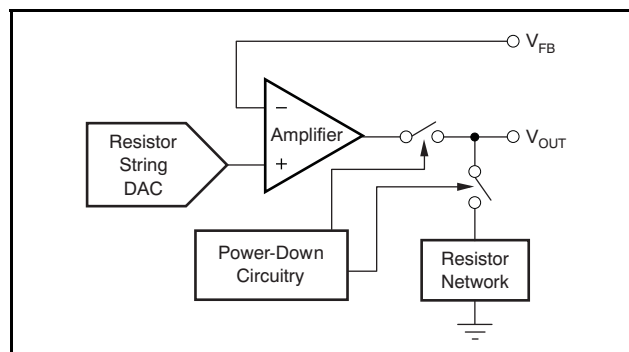 V_FB
−
Amplifier
+
V_OUT
Resistor
String
DAC
Power-Down
Circuitry
Resistor
Network